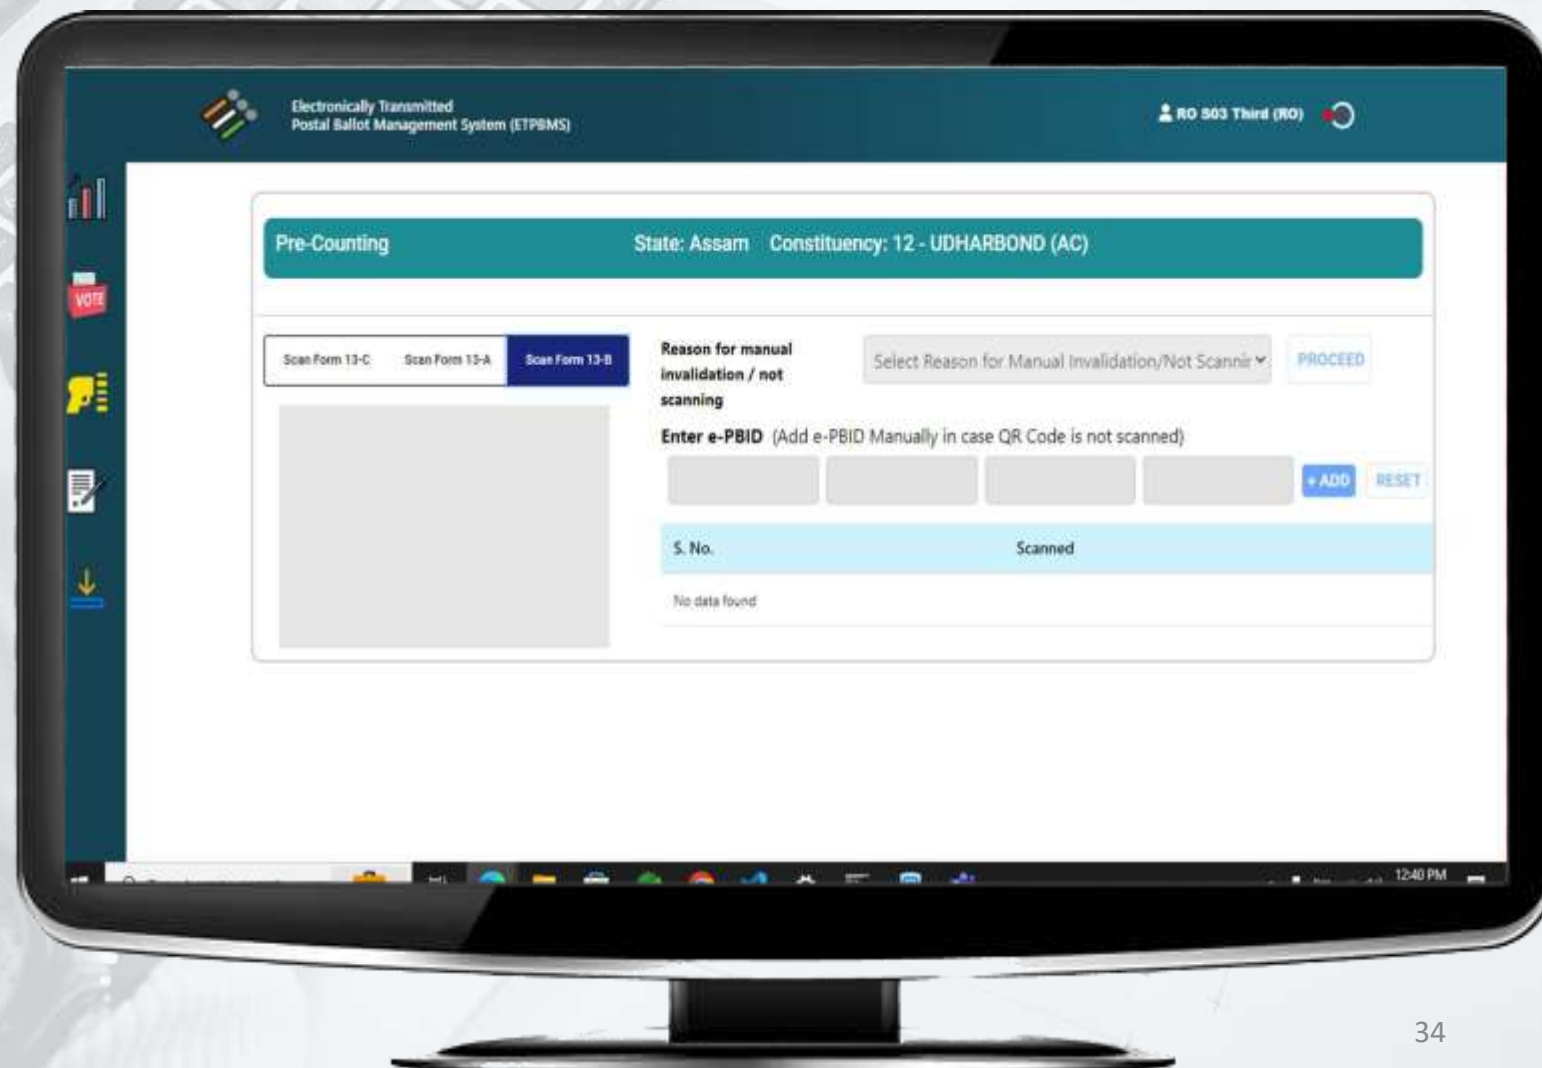 Electronically Transmitted
Postal Ballot Management System (ETPBMS)
RO S03 Third (RO)
VOTE
Pre-Counting State: Assam Constituency: 12 - UDHARBOND (AC)
Scan Form 13-C Scan Form 13-A Scan Form 13-B
Reason for manual
invalidation / not
scanning
Select Reason for Manual Invalidation/Not Scannir
PROCEED
Enter e-PBID (Add e-PBID Manually in case QR Code is not scanned)
+ ADD RESET
S. No. Scanned
No data found
12:40 PM
34